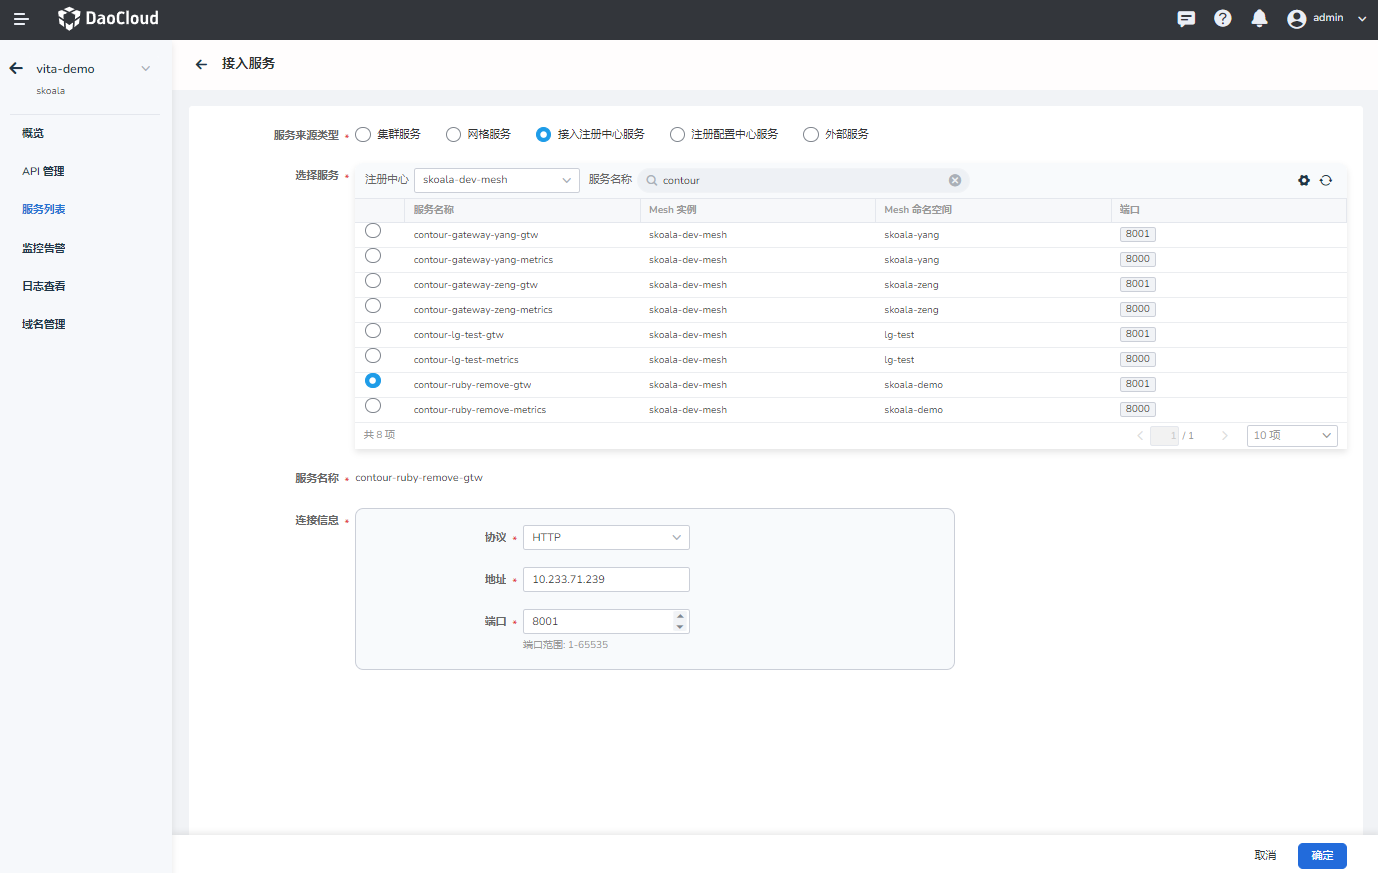 DaoCloud
admin
vita-demo
skoala
概览
API 管理
服务列表
监控告警
日志查看
域名管理
接入服务
服务来源类型 * 集群服务 网格服务 接入注册中心服务 注册配置中心服务 外部服务
选择服务 * 注册中心 skoala-dev-mesh 服务名称 contour
服务名称 Mesh 实例 Mesh 命名空间 端口
contour-gateway-yang-gtw skoala-dev-mesh skoala-yang 8001
contour-gateway-yang-metrics skoala-dev-mesh skoala-yang 8000
contour-gateway-zeng-gtw skoala-dev-mesh skoala-zeng 8001
contour-gateway-zeng-metrics skoala-dev-mesh skoala-zeng 8000
contour-lg-test-gtw skoala-dev-mesh lg-test 8001
contour-lg-test-metrics skoala-dev-mesh lg-test 8000
contour-ruby-remove-gtw skoala-dev-mesh skoala-demo 8001
contour-ruby-remove-metrics skoala-dev-mesh skoala-demo 8000
共 8 项 1 / 1 10 项
服务名称 * contour-ruby-remove-gtw
连接信息 *
协议 * HTTP
地址 * 10.233.71.239
端口 * 8001
端口范围: 1-65535
取消 确定